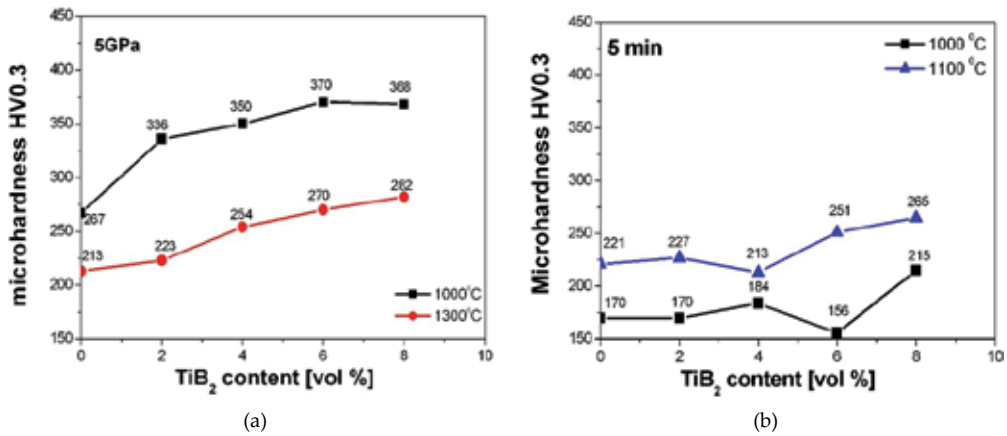 5GPa
microhardness HV0.3
450
400
350
300
250
200
150
267
336
350
370
368
213
223
254
270
282
1000°C
1300°C
0 2 4 6 8 10
TiB2 content [vol %]
(a)
5 min
Microhardness HV0.3
450
400
350
300
250
200
150
1000 °C
1100 °C
221
227
213
251
265
170
170
184
156
215
0 2 4 6 8 10
TiB2 content [vol %]
(b)